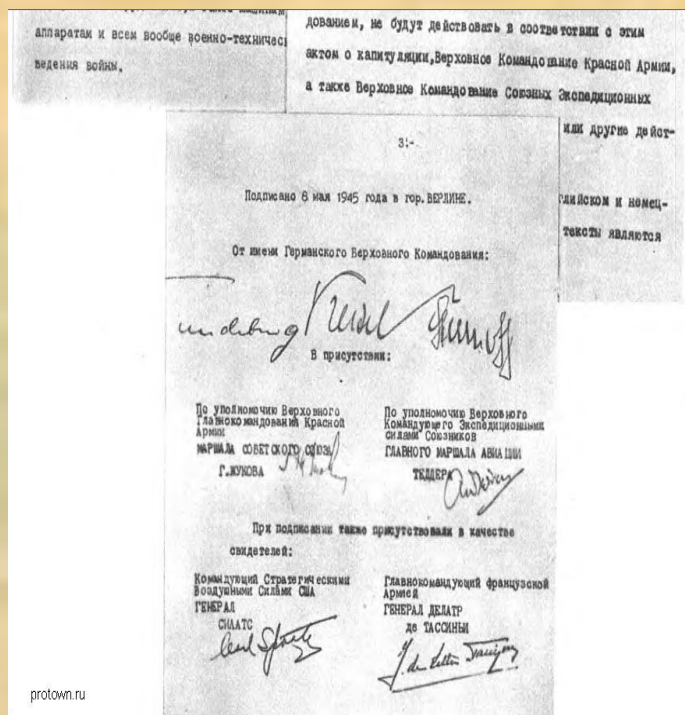 аппаратам и всем вообще военно-техничес
ведения войны.
дованием, не будут действовать в соответствии с этим
актом о капитуляции, Верховное Командование Красной Армии,
а также Верховное Командование Союзных Экспедиционных
или другие дейст-
глийском и немец-
тексты являются
3.-
Подписано 8 мая 1945 года в гор. БЕРЛИНЕ.
От имени Германского Верховного Командования:
В присутствии:
По уполномочию Верховного
Главнокомандования Красной
Армии
МАРШАЛА СОВЕТСКОГО СОЮЗА
Г. ЖУКОВА
По уполномочию Верховного
Командующего Экспедиционными
силами Союзников
ГЛАВНОГО МАРШАЛА АВИАЦИИ
ТЕДДЕРА
При подписании также присутствовали в качестве
свидетелей:
Командующий Стратегическими
Воздушными Силами США
ГЕНЕРАЛ
СПААТС
Главнокомандующий французской
Армией
ГЕНЕРАЛ ДЕЛАТР
де ТАССИНЬИ
protown.ru